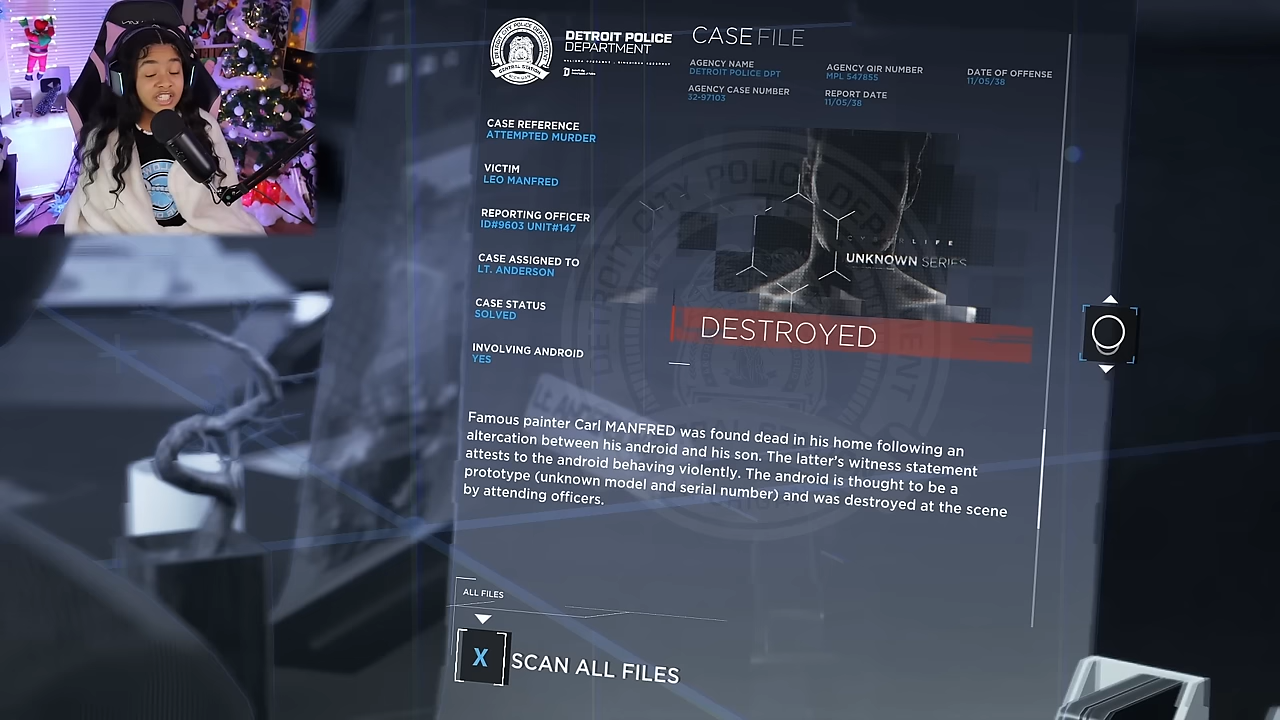 DETROIT POLICE
DEPARTMENT
CASE FILE
AGENCY NAME
DETROIT POLICE DPT
AGENCY QIR NUMBER
MPL 547855
DATE OF OFFENSE
11/05/38
AGENCY CASE NUMBER
32-97103
REPORT DATE
11/05/38
CASE REFERENCE
ATTEMPTED MURDER
VICTIM
LEO MANFRED
REPORTING OFFICER
ID#9603 UNIT#147
CASE ASSIGNED TO
LT. ANDERSON
CASE STATUS
SOLVED
INVOLVING ANDROID
YES
UNKNOWN SERIES
DESTROYED
Famous painter Carl MANFRED was found dead in his home following an
altercation between his android and his son. The latter's witness statement
attests to the android behaving violently. The android is thought to be a
prototype (unknown model and serial number) and was destroyed at the scene
by attending officers.
ALL FILES
X SCAN ALL FILES